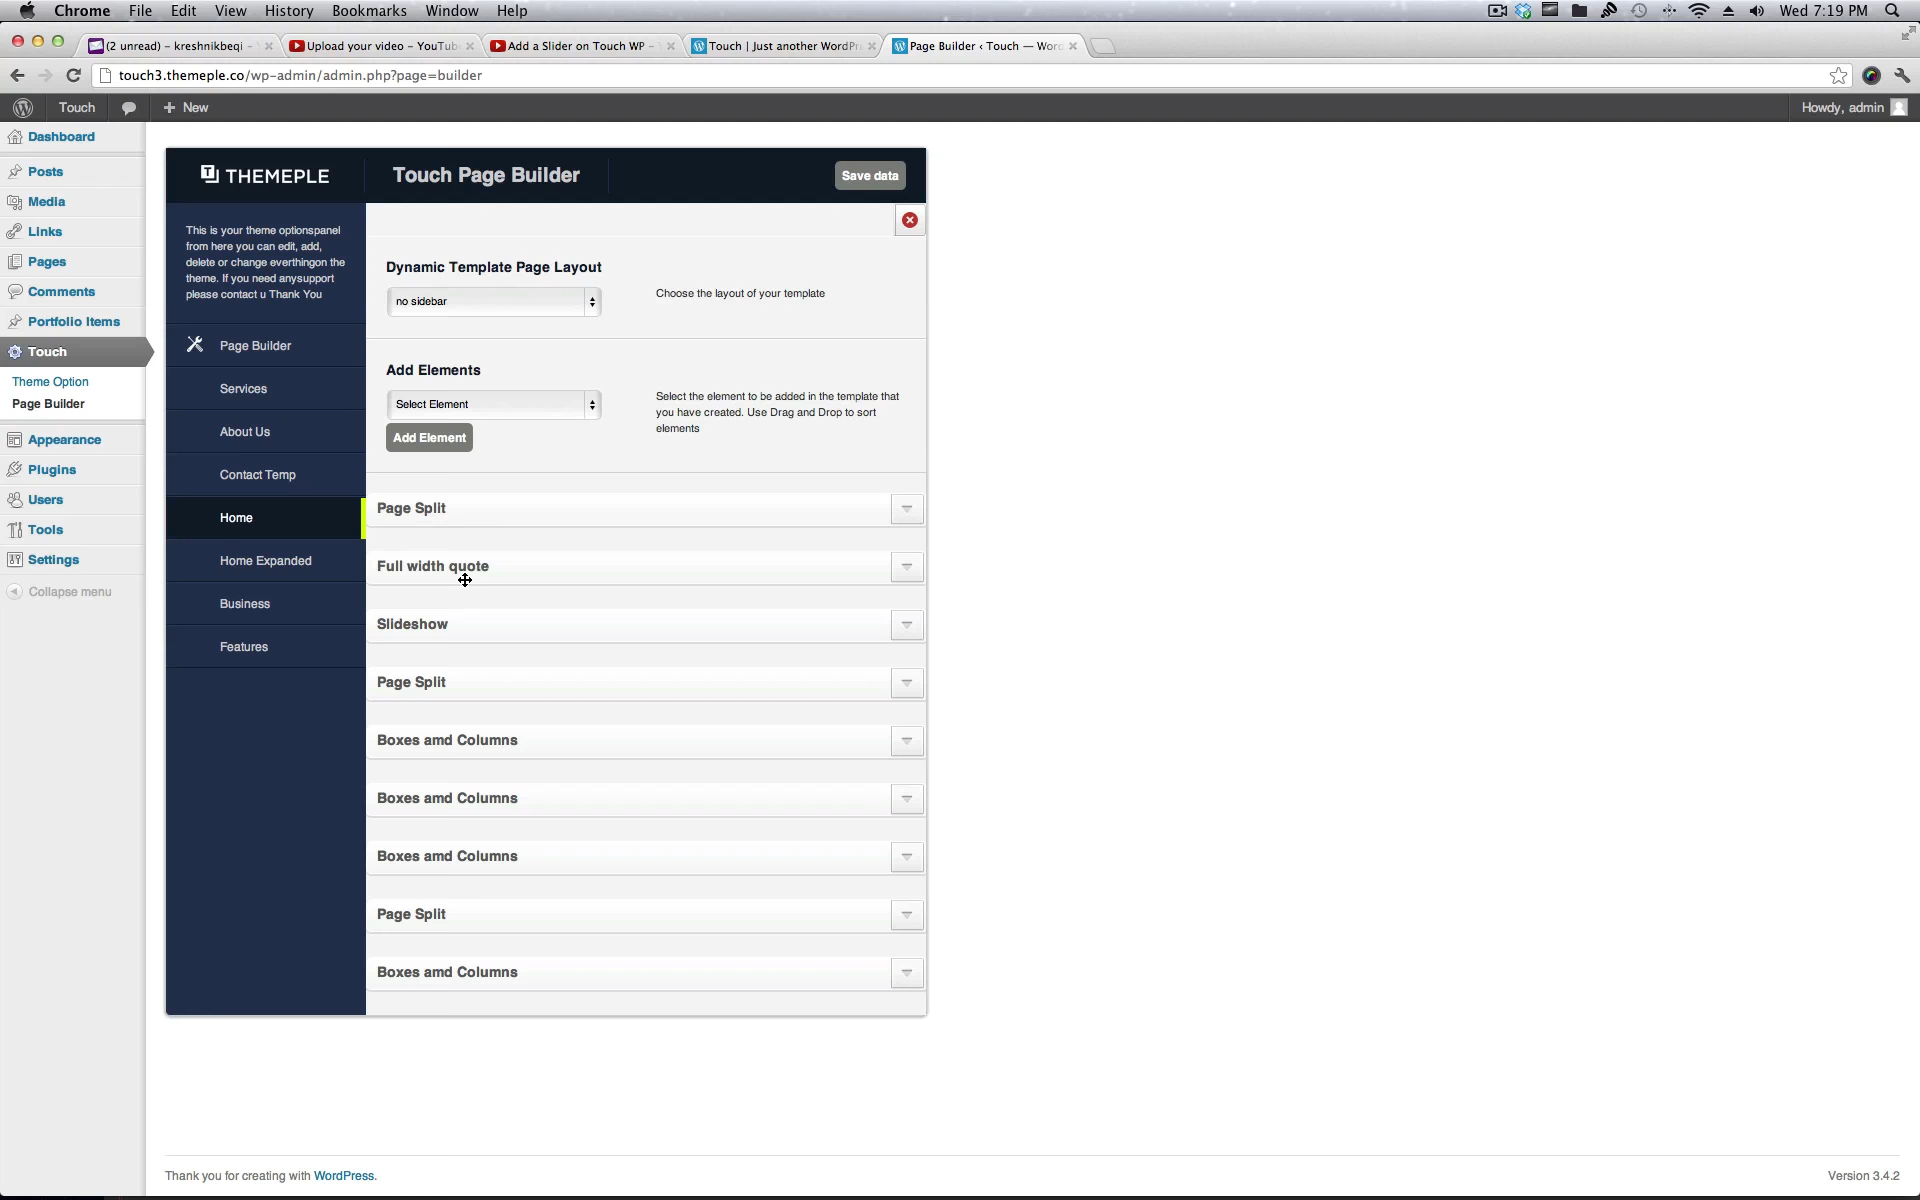 Chrome File Edit View History Bookmarks Window Help
Wed 7:19 PM
(2 unread) – kreshnikbeqi –
Upload your video – YouTub
Add a Slider on Touch WP –
Touch | Just another WordPr
Page Builder ‹ Touch — Wor
touch3.themeple.co/wp-admin/admin.php?page=builder
Touch
+ New
Howdy, admin
Dashboard
Posts
Media
Links
Pages
Comments
Portfolio Items
Touch
Theme Option
Page Builder
Appearance
Plugins
Users
Tools
Settings
Collapse menu
THEMEPLE
Touch Page Builder
Save data
This is your theme optionspanel
from here you can edit, add,
delete or change everthingon the
theme. If you need anysupport
please contact u Thank You
Page Builder
Services
About Us
Contact Temp
Home
Home Expanded
Business
Features
Dynamic Template Page Layout
no sidebar
Choose the layout of your template
Add Elements
Select Element
Add Element
Select the element to be added in the template that
you have created. Use Drag and Drop to sort
elements
Page Split
Full width quote
Slideshow
Page Split
Boxes amd Columns
Boxes amd Columns
Boxes amd Columns
Page Split
Boxes amd Columns
Thank you for creating with WordPress.
Version 3.4.2